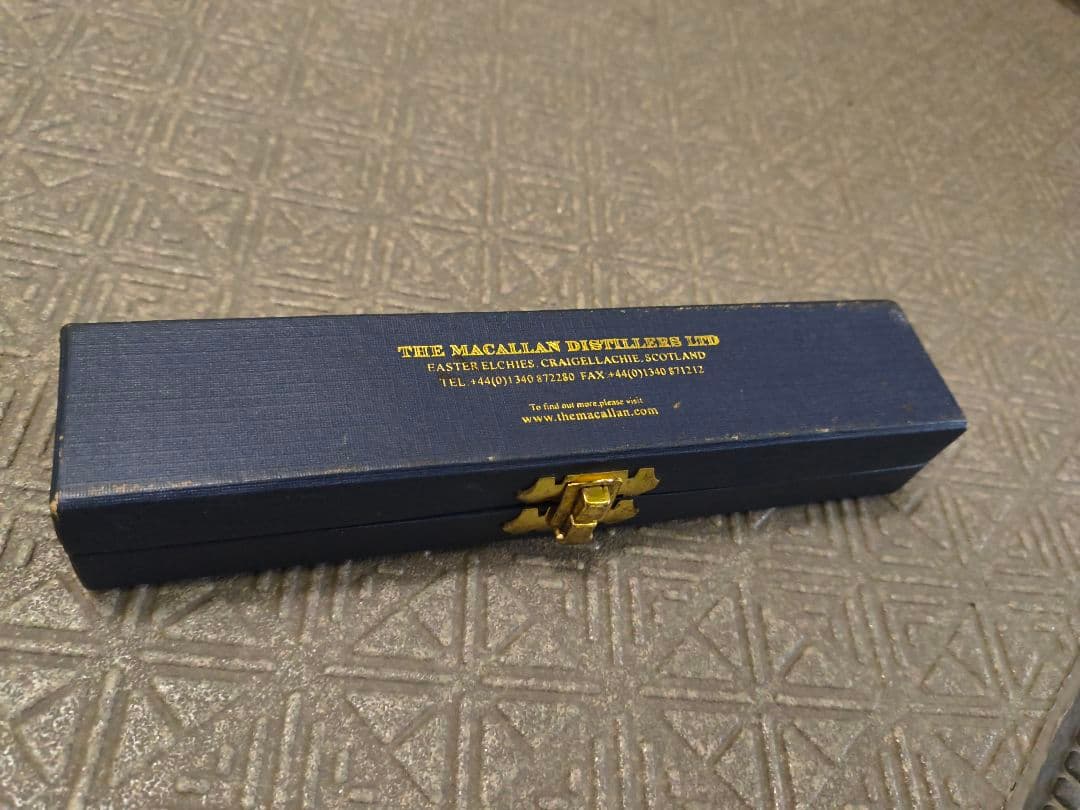 THE MACALLAN DISTILLERS LTD
EASTER ELCHIES, CRAIGELLACHIE, SCOTLAND
TEL +44(0)1340 872280 FAX +44(0)1340 871212
To find out more,please visit
www.themacallan.com